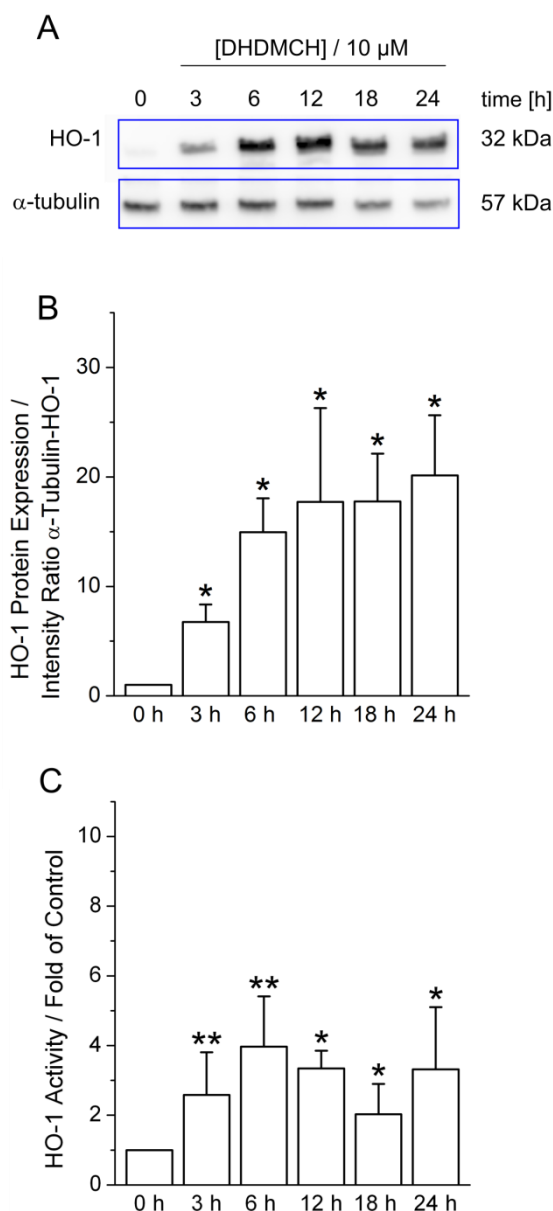 A
[DHDMCH] / 10 µM
0 3 6 12 18 24 time [h]
HO-1 32 kDa
α-tubulin 57 kDa
B
HO-1 Protein Expression /
Intensity Ratio α-Tubulin-HO-1
30
20
10
0
* * * * *
0 h 3 h 6 h 12 h 18 h 24 h
C
HO-1 Activity / Fold of Control
10
8
6
4
2
0
** ** * * *
0 h 3 h 6 h 12 h 18 h 24 h